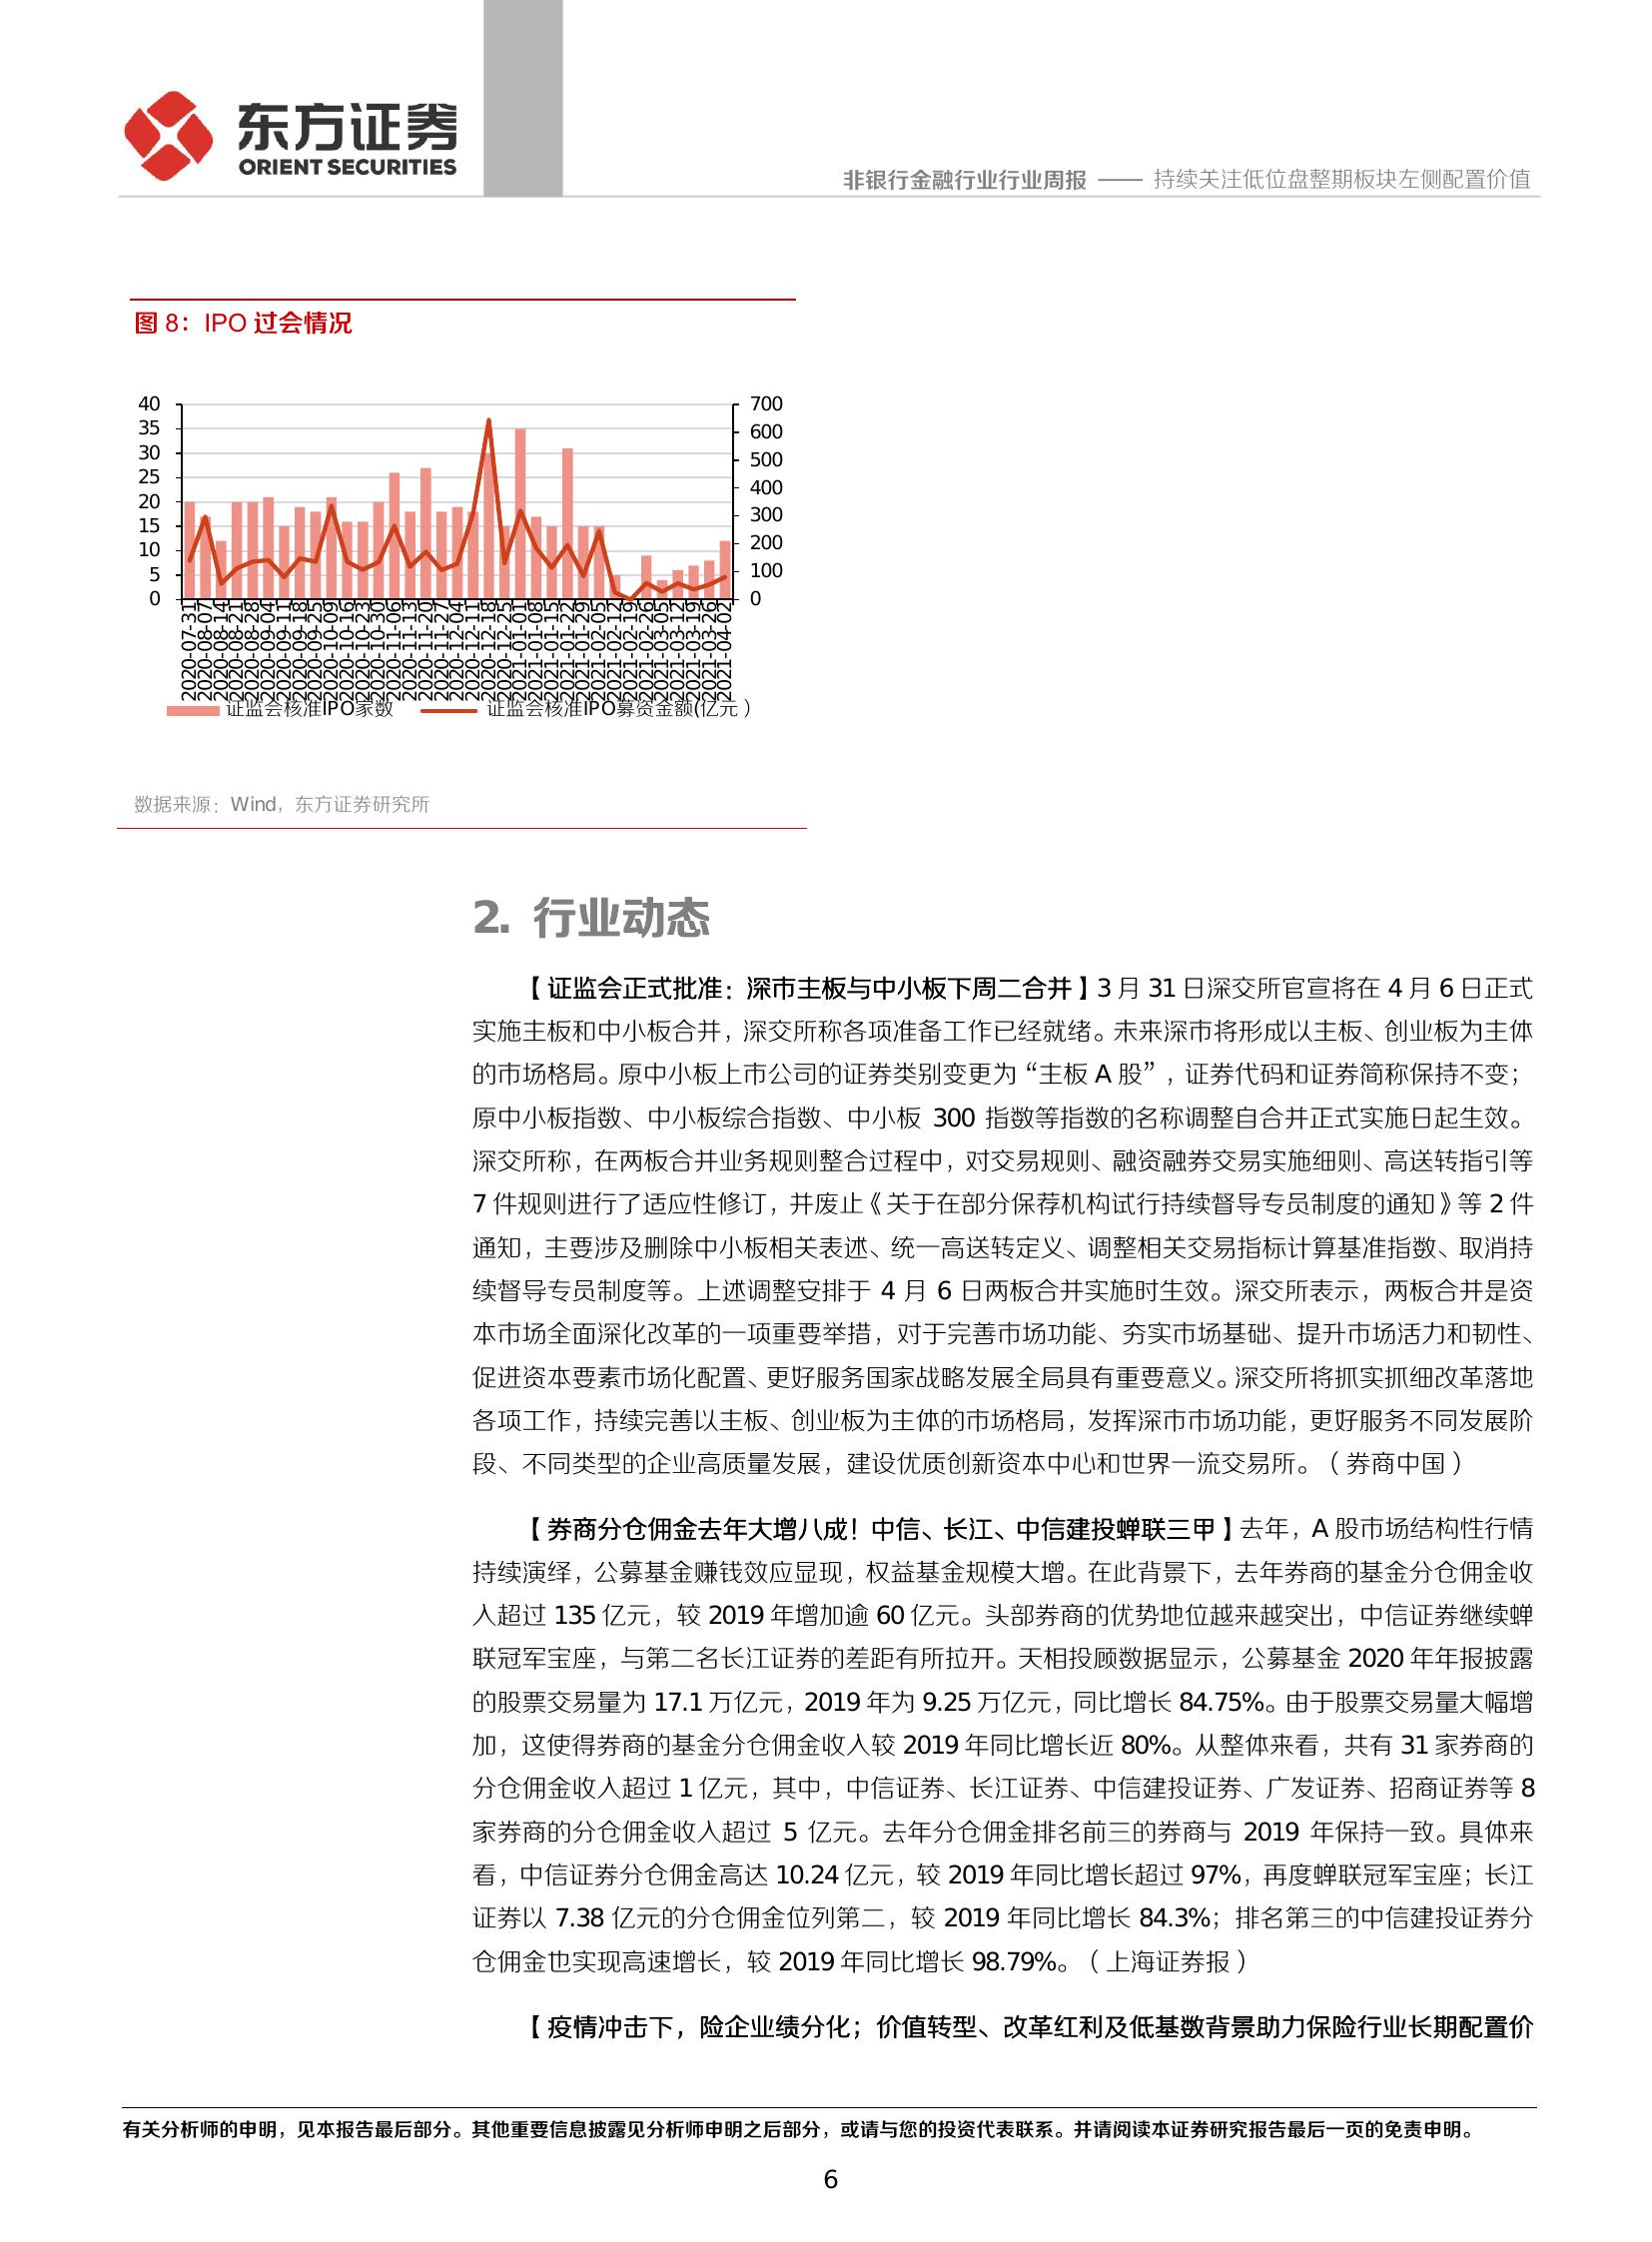 东方证券
ORIENT SECURITIES
非银行金融行业行业周报 —— 持续关注低位盘整期板块左侧配置价值
图 8：IPO 过会情况
40
35
30
25
20
15
10
5
0
700
600
500
400
300
200
100
0
2020-07-31
2020-08-07
2020-08-14
2020-08-21
2020-08-28
2020-09-04
2020-09-11
2020-09-18
2020-09-25
2020-10-09
2020-10-16
2020-10-23
2020-10-30
2020-11-06
2020-11-13
2020-11-20
2020-11-27
2020-12-04
2020-12-11
2020-12-18
2020-12-25
2021-01-01
2021-01-08
2021-01-15
2021-01-22
2021-01-29
2021-02-05
2021-02-12
2021-02-19
2021-02-26
2021-03-05
2021-03-12
2021-03-19
2021-03-26
2021-04-02
证监会核准IPO家数 证监会核准IPO募资金额(亿元）
数据来源：Wind，东方证券研究所
2. 行业动态
【证监会正式批准：深市主板与中小板下周二合并】3 月 31 日深交所官宣将在 4 月 6 日正式
实施主板和中小板合并，深交所称各项准备工作已经就绪。未来深市将形成以主板、创业板为主体
的市场格局。原中小板上市公司的证券类别变更为“主板 A 股”，证券代码和证券简称保持不变；
原中小板指数、中小板综合指数、中小板 300 指数等指数的名称调整自合并正式实施日起生效。
深交所称，在两板合并业务规则整合过程中，对交易规则、融资融券交易实施细则、高送转指引等
7 件规则进行了适应性修订，并废止《关于在部分保荐机构试行持续督导专员制度的通知》等 2 件
通知，主要涉及删除中小板相关表述、统一高送转定义、调整相关交易指标计算基准指数、取消持
续督导专员制度等。上述调整安排于 4 月 6 日两板合并实施时生效。深交所表示，两板合并是资
本市场全面深化改革的一项重要举措，对于完善市场功能、夯实市场基础、提升市场活力和韧性、
促进资本要素市场化配置、更好服务国家战略发展全局具有重要意义。深交所将抓实抓细改革落地
各项工作，持续完善以主板、创业板为主体的市场格局，发挥深市市场功能，更好服务不同发展阶
段、不同类型的企业高质量发展，建设优质创新资本中心和世界一流交易所。（券商中国）
【券商分仓佣金去年大增八成！中信、长江、中信建投蝉联三甲】去年，A 股市场结构性行情
持续演绎，公募基金赚钱效应显现，权益基金规模大增。在此背景下，去年券商的基金分仓佣金收
入超过 135 亿元，较 2019 年增加逾 60 亿元。头部券商的优势地位越来越突出，中信证券继续蝉
联冠军宝座，与第二名长江证券的差距有所拉开。天相投顾数据显示，公募基金 2020 年年报披露
的股票交易量为 17.1 万亿元，2019 年为 9.25 万亿元，同比增长 84.75%。由于股票交易量大幅增
加，这使得券商的基金分仓佣金收入较 2019 年同比增长近 80%。从整体来看，共有 31 家券商的
分仓佣金收入超过 1 亿元，其中，中信证券、长江证券、中信建投证券、广发证券、招商证券等 8
家券商的分仓佣金收入超过 5 亿元。去年分仓佣金排名前三的券商与 2019 年保持一致。具体来
看，中信证券分仓佣金高达 10.24 亿元，较 2019 年同比增长超过 97%，再度蝉联冠军宝座；长江
证券以 7.38 亿元的分仓佣金位列第二，较 2019 年同比增长 84.3%；排名第三的中信建投证券分
仓佣金也实现高速增长，较 2019 年同比增长 98.79%。（上海证券报）
【疫情冲击下，险企业绩分化；价值转型、改革红利及低基数背景助力保险行业长期配置价
有关分析师的申明，见本报告最后部分。其他重要信息披露见分析师申明之后部分，或请与您的投资代表联系。并请阅读本证券研究报告最后一页的免责申明。
6